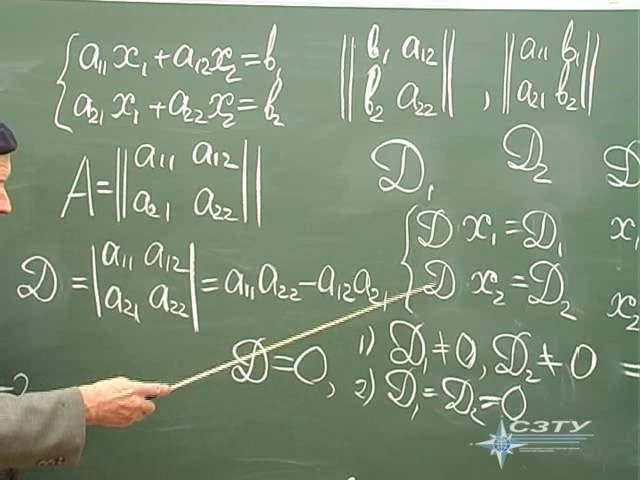 {a₁₁x₁ + a₁₂x₂ = b₁
{a₂₁x₁ + a₂₂x₂ = b₂
‖b₁ a₁₂‖ , ‖a₁₁ b₁‖
‖b₂ a₂₂‖ ‖a₂₁ b₂‖
D₁ D₂ D
A = ‖a₁₁ a₁₂‖
‖a₂₁ a₂₂‖
{D · x₁ = D₁ x₁
{D · x₂ = D₂ x₂
D = |a₁₁ a₁₂| = a₁₁a₂₂ − a₁₂a₂₁
|a₂₁ a₂₂|
D = 0, 1) D₁ ≠ 0, D₂ ≠ 0 =
2) D₁ = D₂ = 0
=?
СЗТУ